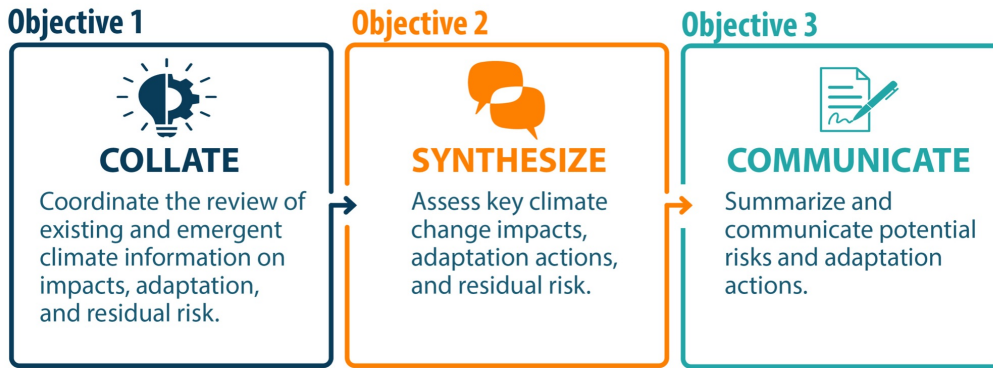 Objective 1
COLLATE
Coordinate the review of
existing and emergent
climate information on
impacts, adaptation,
and residual risk.
Objective 2
SYNTHESIZE
Assess key climate
change impacts,
adaptation actions,
and residual risk.
Objective 3
COMMUNICATE
Summarize and
communicate potential
risks and adaptation
actions.